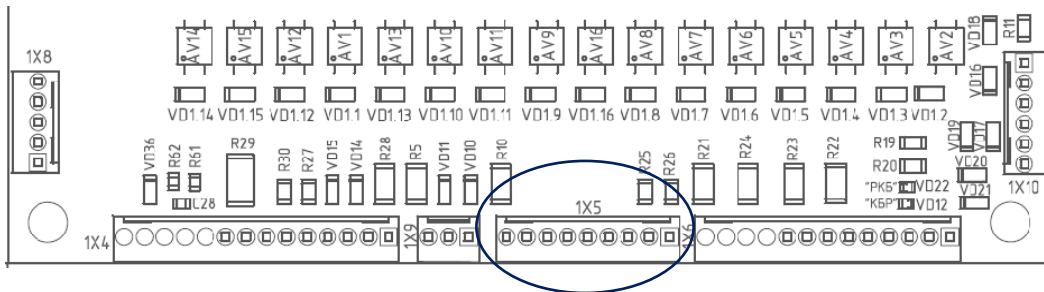 AV14 AV15 AV12 AV1 AV13 AV10 AV11 AV9 AV16 AV8 AV7 AV6 AV5 AV4 AV3 AV2 VD18 R11
1X8
VD16
VD1.14 VD1.15 VD1.12 VD1.1 VD1.13 VD1.10 VD1.11 VD1.9 VD1.16 VD1.8 VD1.7 VD1.6 VD1.5 VD1.4 VD1.3 VD1.2
VD19 VD17
R19
VD36 R62 R61 R29 R30 R27 VD15 VD14 R28 R5 VD11 VD10 R10 R25 R26 R21 R24 R23 R22 R20 VD20
"РКБ" VD22 VD21 1X10
C28 "КБР" VD12
1X5
1X4 1X9 1X6